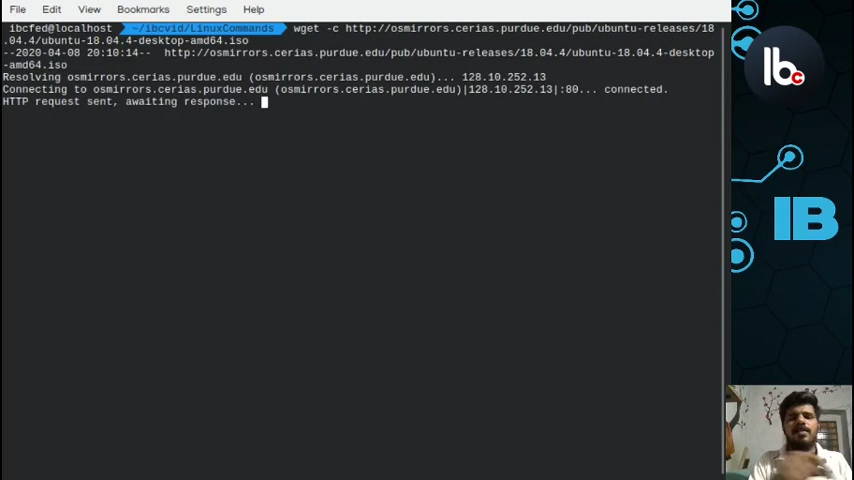 File Edit View Bookmarks Settings Help
ibcfed@localhost ~/ibcvid/LinuxCommands wget -c http://osmirrors.cerias.purdue.edu/pub/ubuntu-releases/18
.04.4/ubuntu-18.04.4-desktop-amd64.iso
--2020-04-08 20:10:14-- http://osmirrors.cerias.purdue.edu/pub/ubuntu-releases/18.04.4/ubuntu-18.04.4-desktop
-amd64.iso
Resolving osmirrors.cerias.purdue.edu (osmirrors.cerias.purdue.edu)... 128.10.252.13
Connecting to osmirrors.cerias.purdue.edu (osmirrors.cerias.purdue.edu)|128.10.252.13|:80... connected.
HTTP request sent, awaiting response...
Ibc
IB